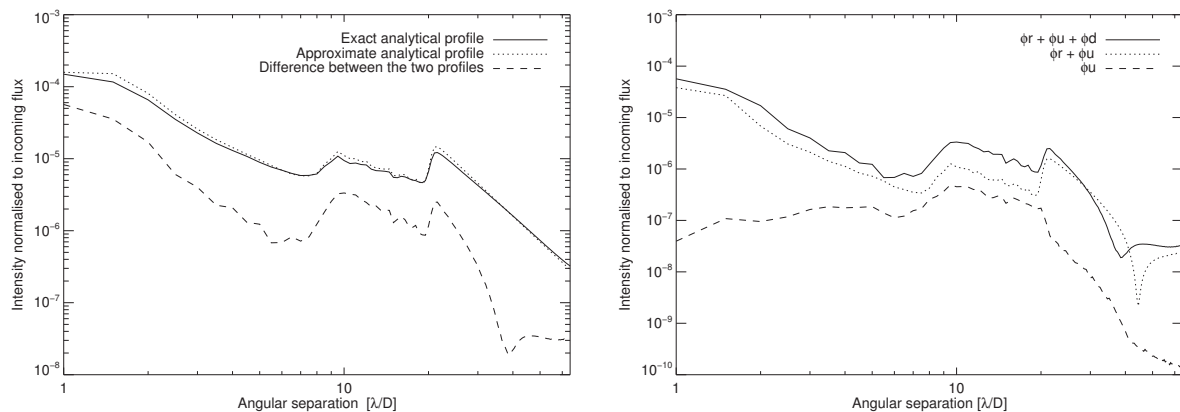 10⁻³
10⁻⁴
10⁻⁵
10⁻⁶
10⁻⁷
10⁻⁸
Intensity normalised to incoming flux
Exact analytical profile
Approximate analytical profile
Difference between the two profiles
1
10
Angular separation [λ/D]
10⁻³
10⁻⁴
10⁻⁵
10⁻⁶
10⁻⁷
10⁻⁸
10⁻⁹
10⁻¹⁰
Intensity normalised to incoming flux
ϕr + ϕu + ϕd
ϕr + ϕu
ϕu
1
10
Angular separation [λ/D]